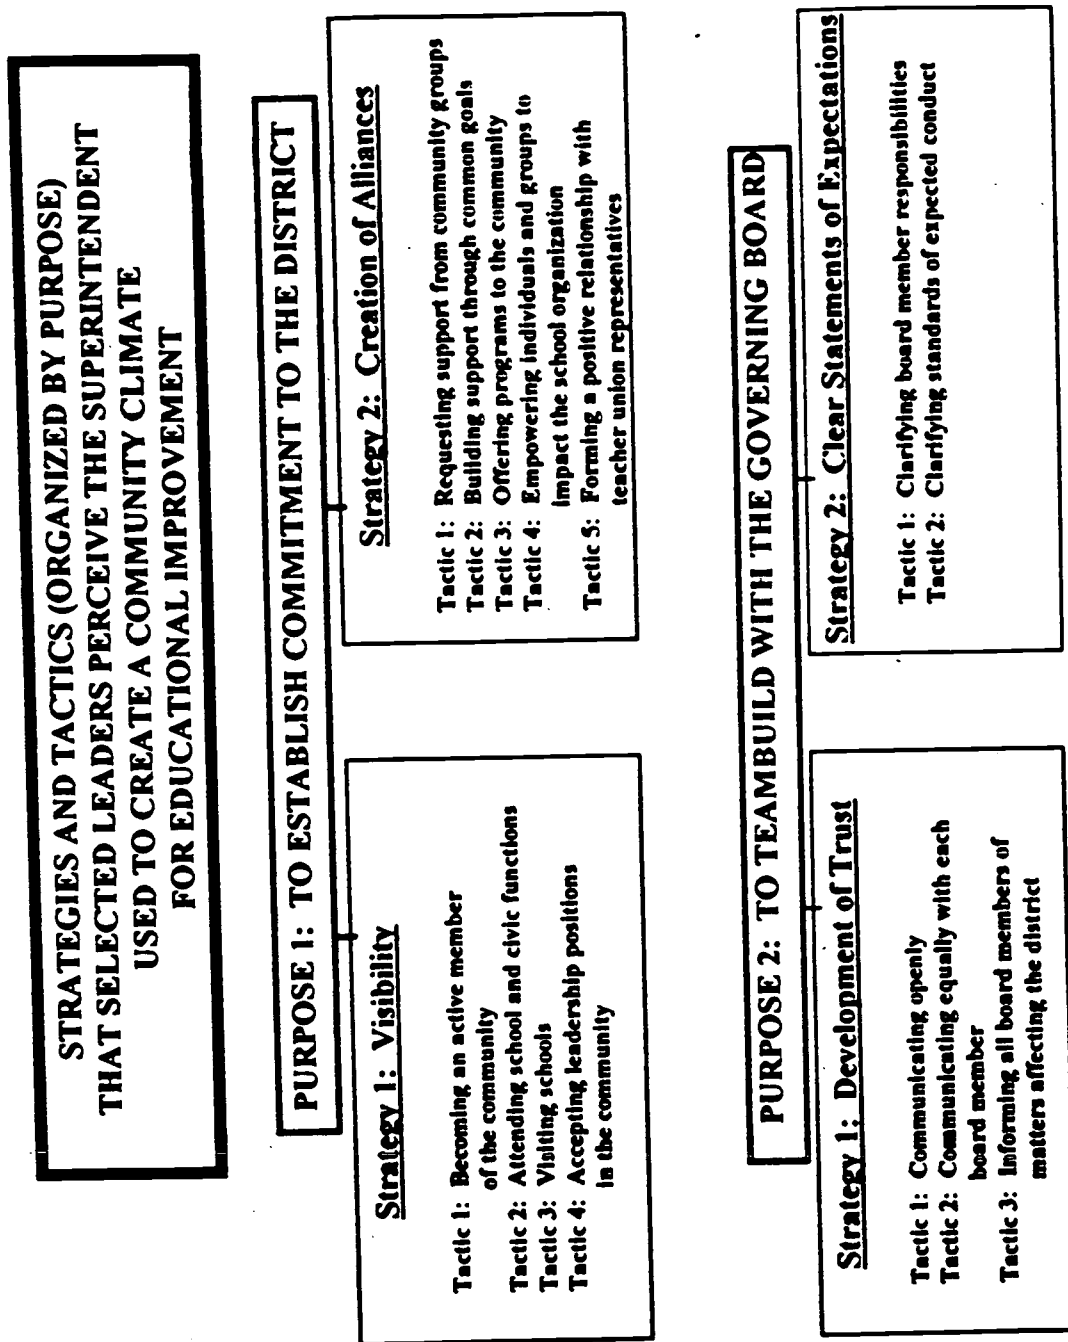 STRATEGIES AND TACTICS (ORGANIZED BY PURPOSE)
THAT SELECTED LEADERS PERCEIVE THE SUPERINTENDENT
USED TO CREATE A COMMUNITY CLIMATE
FOR EDUCATIONAL IMPROVEMENT
PURPOSE 1: TO ESTABLISH COMMITMENT TO THE DISTRICT
Strategy 1: Visibility
Tactic 1: Becoming an active member
of the community
Tactic 2: Attending school and civic functions
Tactic 3: Visiting schools
Tactic 4: Accepting leadership positions
in the community
Strategy 2: Creation of Alliances
Tactic 1: Requesting support from community groups
Tactic 2: Building support through common goals
Tactic 3: Offering programs to the community
Tactic 4: Empowering individuals and groups to
impact the school organization
Tactic 5: Forming a positive relationship with
teacher union representatives
PURPOSE 2: TO TEAMBUILD WITH THE GOVERNING BOARD
Strategy 1: Development of Trust
Tactic 1: Communicating openly
Tactic 2: Communicating equally with each
board member
Tactic 3: Informing all board members of
matters affecting the district
Strategy 2: Clear Statements of Expectations
Tactic 1: Clarifying board member responsibilities
Tactic 2: Clarifying standards of expected conduct